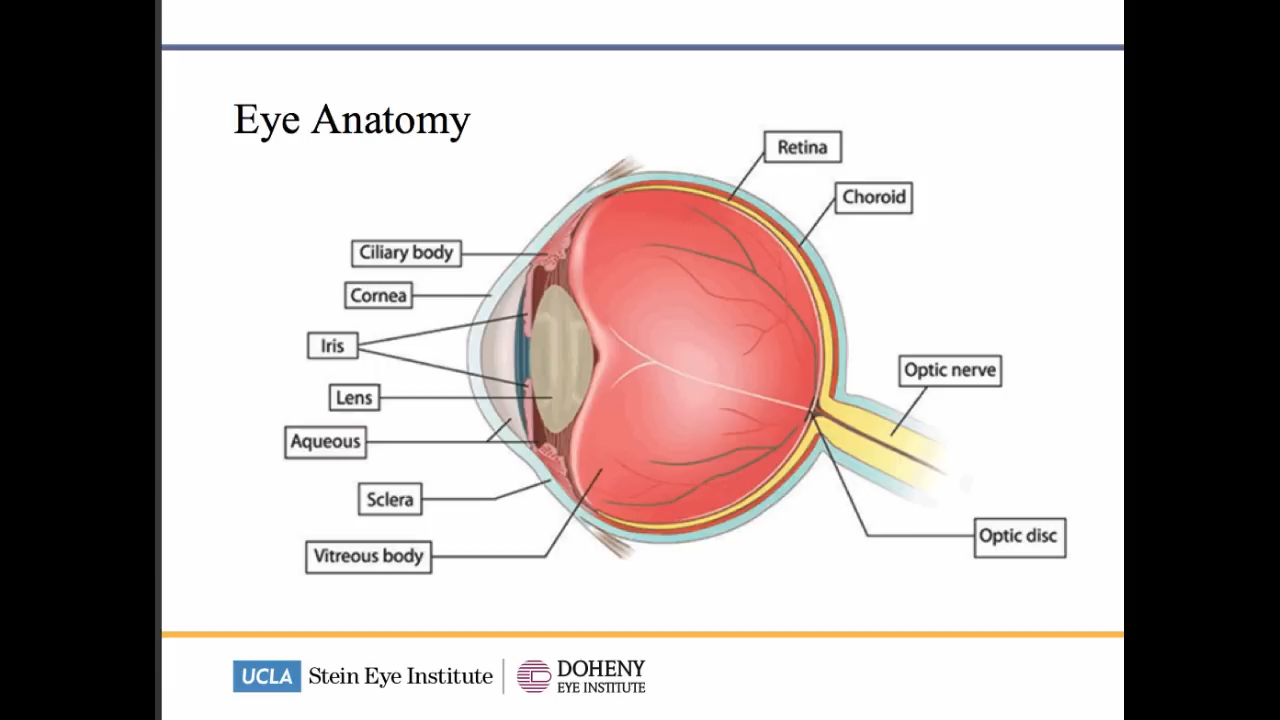 Eye Anatomy
Retina
Choroid
Ciliary body
Cornea
Iris
Optic nerve
Lens
Aqueous
Sclera
Optic disc
Vitreous body
UCLA Stein Eye Institute
DOHENY
EYE INSTITUTE